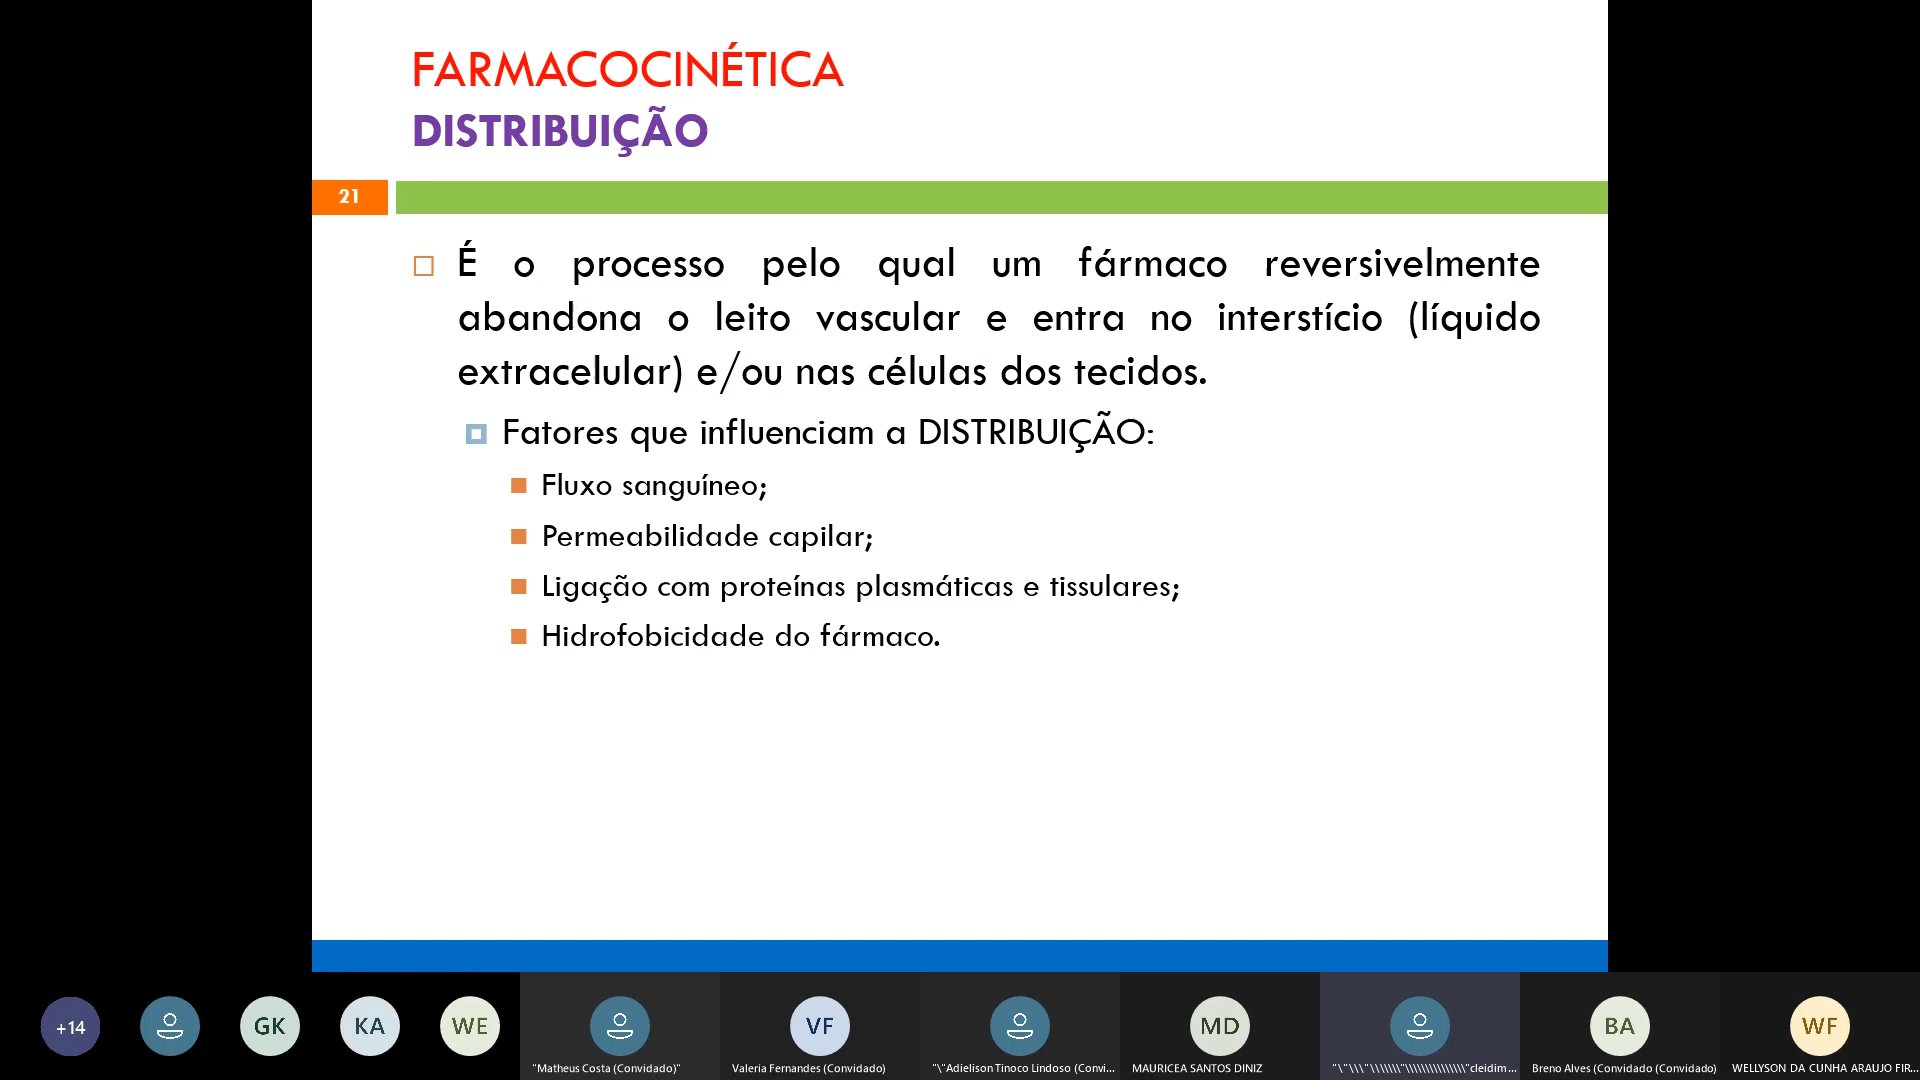 FARMACOCINÉTICA
DISTRIBUIÇÃO
21
É o processo pelo qual um fármaco reversivelmente
abandona o leito vascular e entra no interstício (líquido
extracelular) e/ou nas células dos tecidos.
Fatores que influenciam a DISTRIBUIÇÃO:
Fluxo sanguíneo;
Permeabilidade capilar;
Ligação com proteínas plasmáticas e tissulares;
Hidrofobicidade do fármaco.
+14
GK
KA
WE
VF
MD
BA
WF
"Matheus Costa (Convidado)"
Valeria Fernandes (Convidado)
"\"Adielison Tinoco Lindoso (Convi...
MAURICEA SANTOS DINIZ
Breno Alves (Convidado (Convidado)
WELLYSON DA CUNHA ARAUJO FIR...